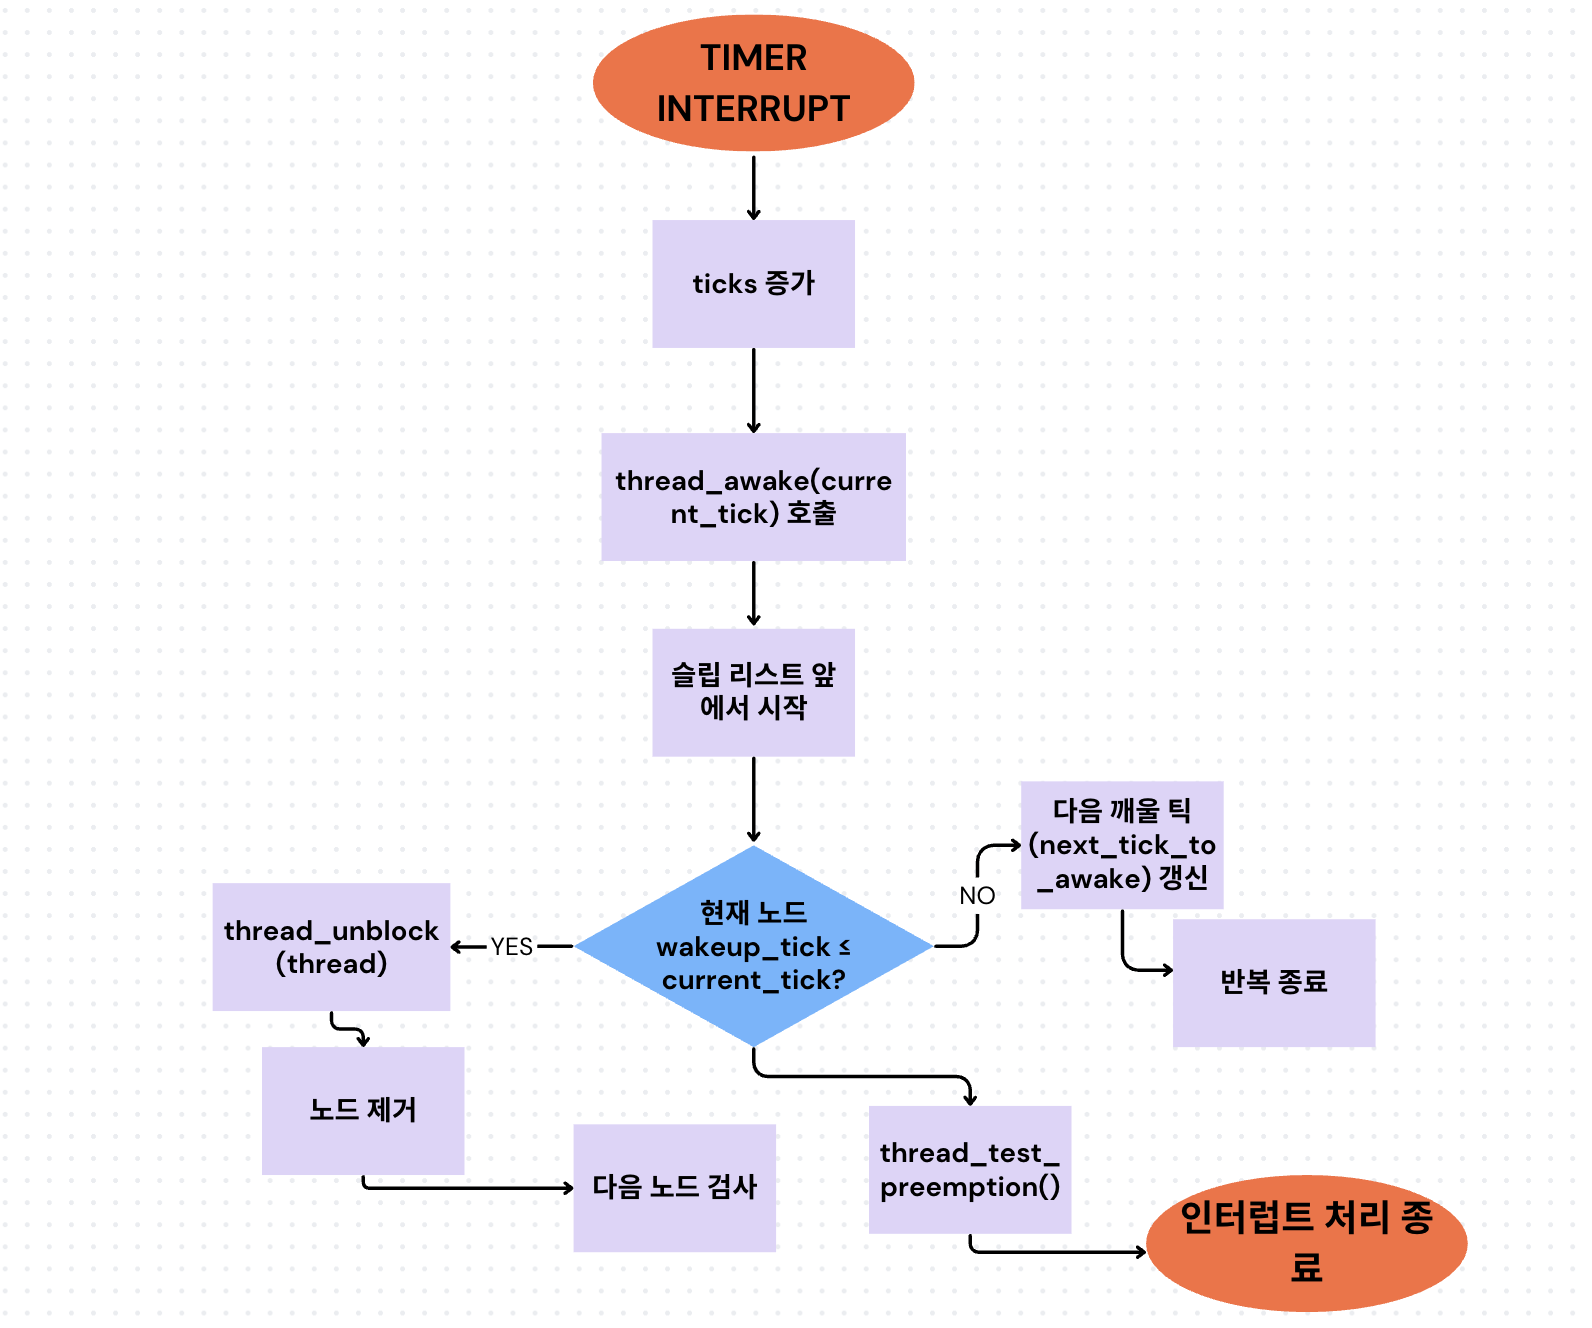 TIMER
INTERRUPT
ticks 증가
thread_awake(curre
nt_tick) 호출
슬립 리스트 앞
에서 시작
다음 깨울 틱
(next_tick_to
_awake) 갱신
현재 노드
wakeup_tick ≤
current_tick?
NO
YES
thread_unblock
(thread)
반복 종료
노드 제거
다음 노드 검사
thread_test_
preemption()
인터럽트 처리 종
료